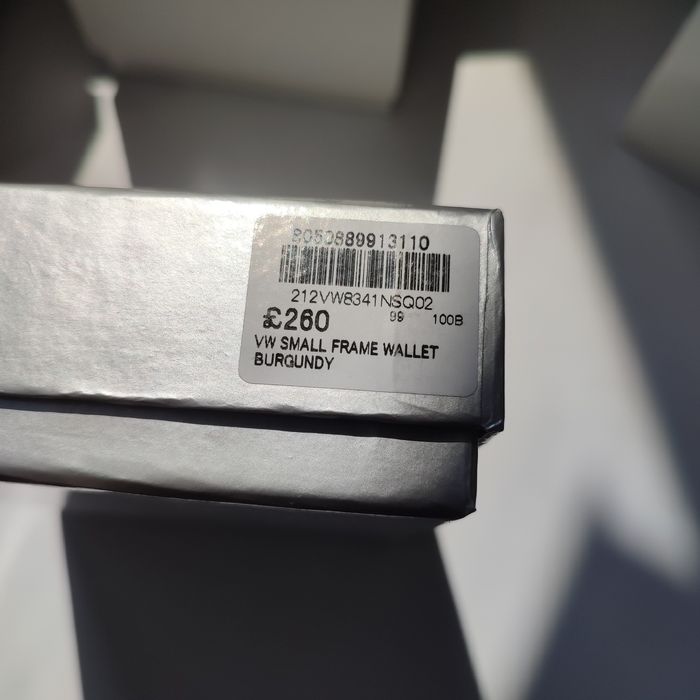 8050889913110
212VW8341NSQ02
£260 99 100B
VW SMALL FRAME WALLET
BURGUNDY